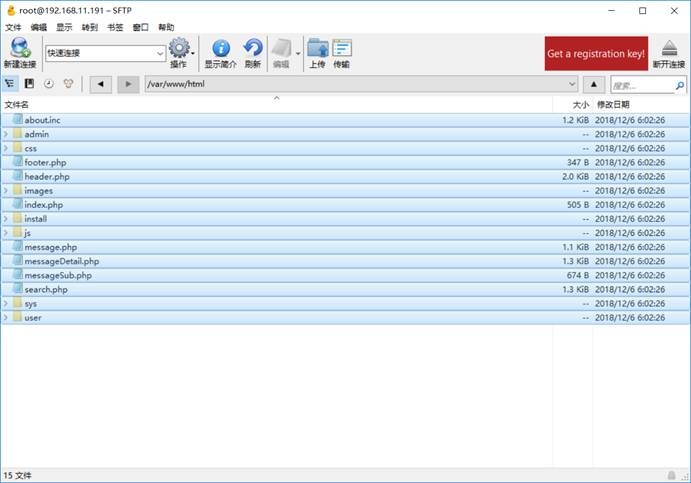 root@192.168.11.191 – SFTP
文件 编辑 显示 转到 书签 窗口 帮助
新建连接 快速连接 操作 显示简介 刷新 编辑 上传 传输 Get a registration key! 断开连接
/var/www/html 搜索...
文件名 大小 修改日期
about.inc 1.2 KiB 2018/12/6 6:02:26
admin -- 2018/12/6 6:02:26
css -- 2018/12/6 6:02:26
footer.php 347 B 2018/12/6 6:02:26
header.php 2.0 KiB 2018/12/6 6:02:26
images -- 2018/12/6 6:02:26
index.php 505 B 2018/12/6 6:02:26
install -- 2018/12/6 6:02:26
js -- 2018/12/6 6:02:26
message.php 1.1 KiB 2018/12/6 6:02:26
messageDetail.php 1.3 KiB 2018/12/6 6:02:26
messageSub.php 674 B 2018/12/6 6:02:26
search.php 1.3 KiB 2018/12/6 6:02:26
sys -- 2018/12/6 6:02:26
user -- 2018/12/6 6:02:26
15 文件